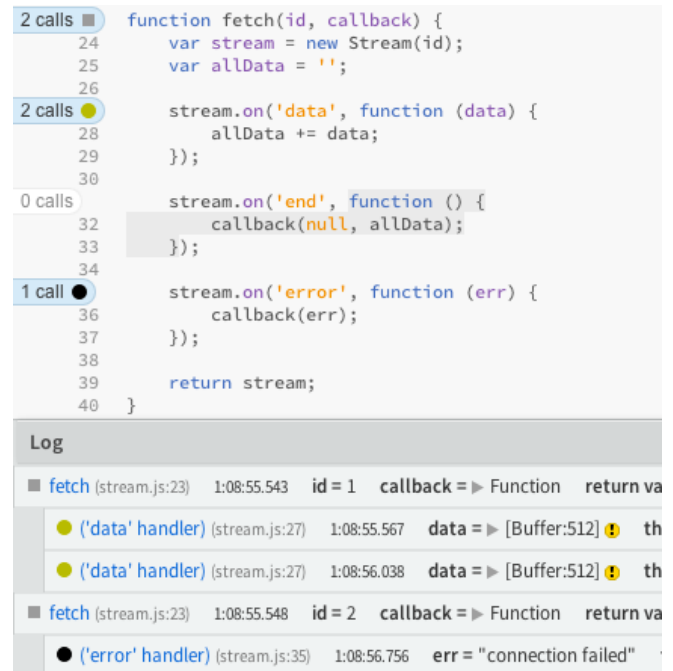 2 calls function fetch(id, callback) {
24 var stream = new Stream(id);
25 var allData = '';
26
2 calls stream.on('data', function (data) {
28 allData += data;
29 });
30
0 calls stream.on('end', function () {
32 callback(null, allData);
33 });
34
1 call stream.on('error', function (err) {
36 callback(err);
37 });
38
39 return stream;
40 }
Log
fetch (stream.js:23) 1:08:55.543 id = 1 callback = ▶ Function return va
('data' handler) (stream.js:27) 1:08:55.567 data = ▶ [Buffer:512] ! th
('data' handler) (stream.js:27) 1:08:56.038 data = ▶ [Buffer:512] ! th
fetch (stream.js:23) 1:08:55.548 id = 2 callback = ▶ Function return va
('error' handler) (stream.js:35) 1:08:56.756 err = "connection failed"